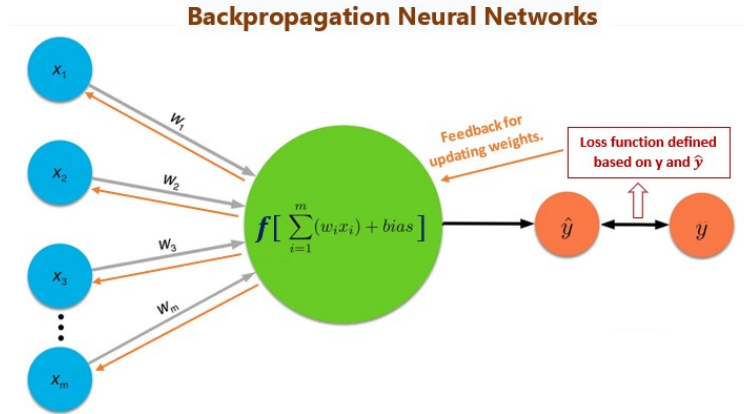 Backpropagation Neural Networks
x₁
W₁
x₂
W₂
x₃
W₃
xₘ
Wₘ
f[ ∑_{i=1}^{m} (wᵢxᵢ) + bias ]
Feedback for
updating weights.
Loss function defined
based on y and ŷ
ŷ
y